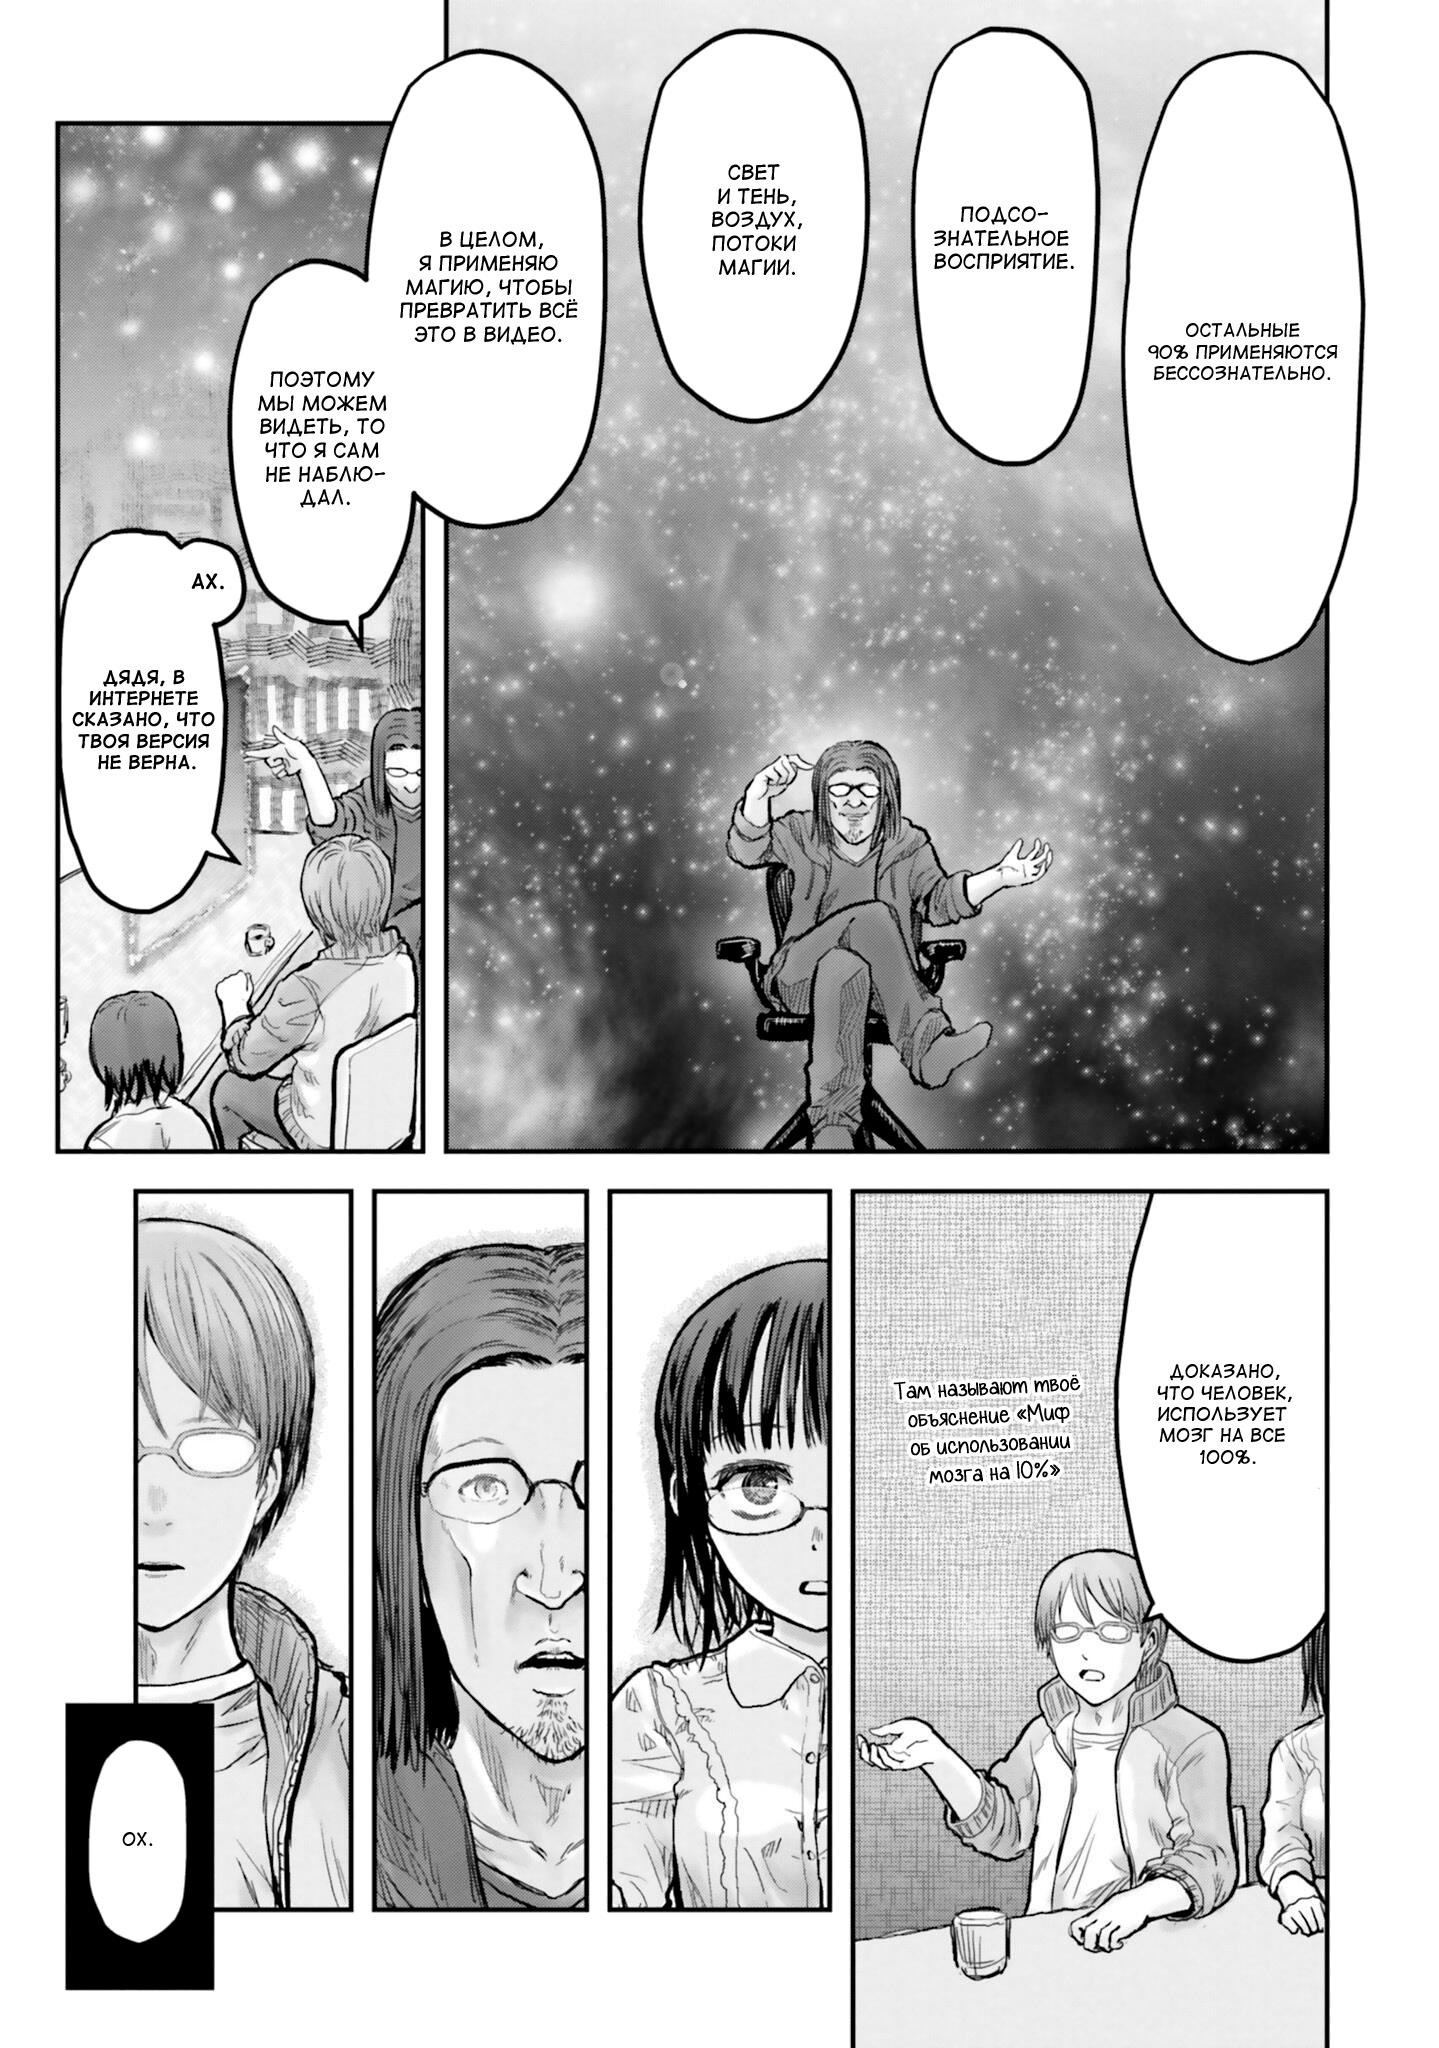 ОСТАЛЬНЫЕ
90% ПРИМЕНЯЮТСЯ
БЕССОЗНАТЕЛЬНО.
ПОДСО-
ЗНАТЕЛЬНОЕ
ВОСПРИЯТИЕ.
СВЕТ
И ТЕНЬ,
ВОЗДУХ,
ПОТОКИ
МАГИИ.
В ЦЕЛОМ,
Я ПРИМЕНЯЮ
МАГИЮ, ЧТОБЫ
ПРЕВРАТИТЬ ВСЁ
ЭТО В ВИДЕО.
ПОЭТОМУ
МЫ МОЖЕМ
ВИДЕТЬ, ТО
ЧТО Я САМ
НЕ НАБЛЮ-
ДАЛ.
АХ.
ДЯДЯ, В
ИНТЕРНЕТЕ
СКАЗАНО, ЧТО
ТВОЯ ВЕРСИЯ
НЕ ВЕРНА.
ДОКАЗАНО,
ЧТО ЧЕЛОВЕК,
ИСПОЛЬЗУЕТ
МОЗГ НА ВСЕ
100%.
Там называют твоё
объяснение «Миф
об использовании
мозга на 10%»
ОХ.